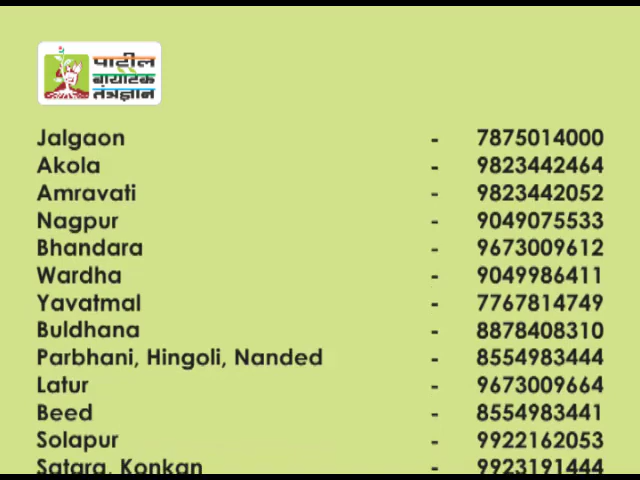 पाटील
बायोटेक
तंत्रज्ञान
Jalgaon - 7875014000
Akola - 9823442464
Amravati - 9823442052
Nagpur - 9049075533
Bhandara - 9673009612
Wardha - 9049986411
Yavatmal - 7767814749
Buldhana - 8878408310
Parbhani, Hingoli, Nanded - 8554983444
Latur - 9673009664
Beed - 8554983441
Solapur - 9922162053
Satara, Konkan - 9923191444